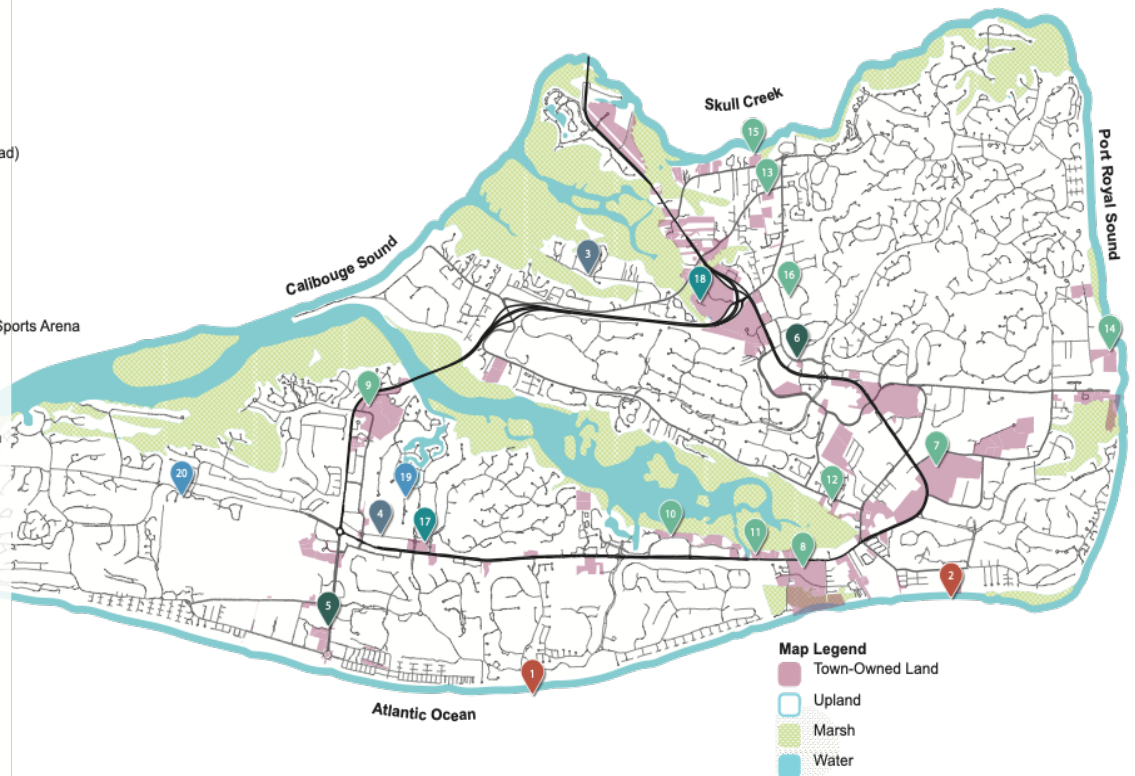 Skull Creek
15
ad)
13
Port Royal Sound
3
Calibouge Sound
18
16
Sports Arena
14
6
9
7
20
19
12
4
17
10
11
8
5
2
1
Map Legend
Town-Owned Land
Upland
Marsh
Water
Atlantic Ocean